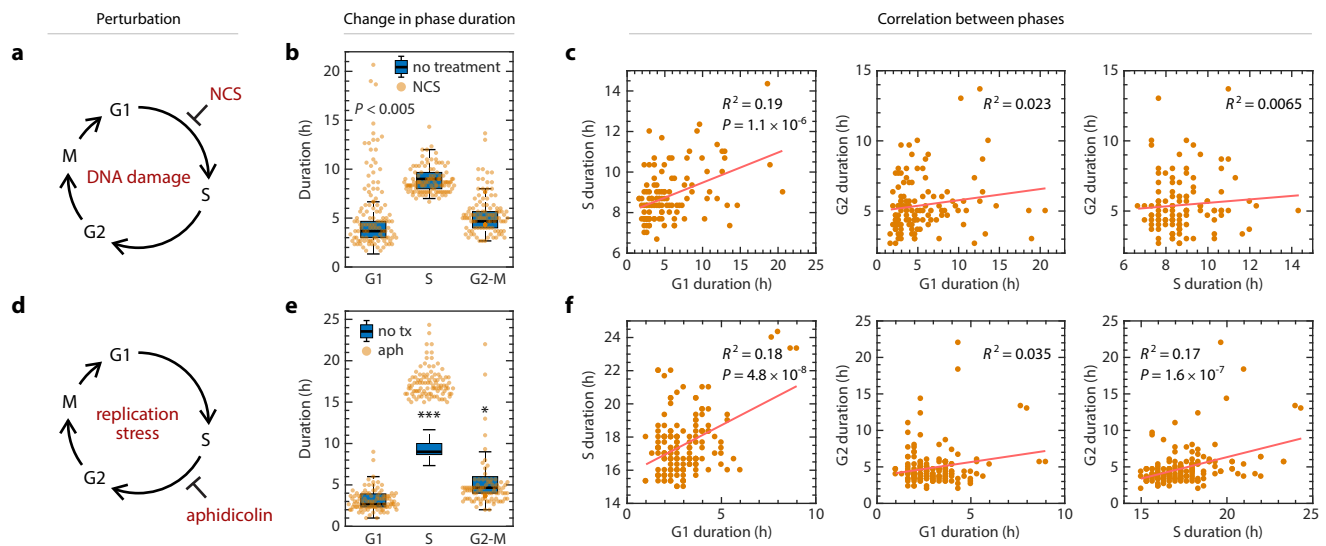 Perturbation
Change in phase duration
Correlation between phases
a
G1
NCS
M
DNA damage
S
G2
b
no treatment
NCS
P < 0.005
Duration (h)
20
15
10
5
0
G1
S
G2-M
c
R² = 0.19
P = 1.1 × 10⁻⁶
S duration (h)
14
12
10
8
6
0
5
10
15
20
25
G1 duration (h)
R² = 0.023
G2 duration (h)
15
10
5
0
5
10
15
20
G1 duration (h)
R² = 0.0065
G2 duration (h)
15
10
5
6
8
10
12
14
S duration (h)
d
G1
M
replication
stress
S
G2
aphidicolin
e
no tx
aph
***
*
Duration (h)
25
20
15
10
5
0
G1
S
G2-M
f
R² = 0.18
P = 4.8 × 10⁻⁸
S duration (h)
24
22
20
18
16
14
0
5
10
G1 duration (h)
R² = 0.035
G2 duration (h)
25
20
15
10
5
0
0
5
10
G1 duration (h)
R² = 0.17
P = 1.6 × 10⁻⁷
G2 duration (h)
25
20
15
10
5
0
15
20
25
S duration (h)